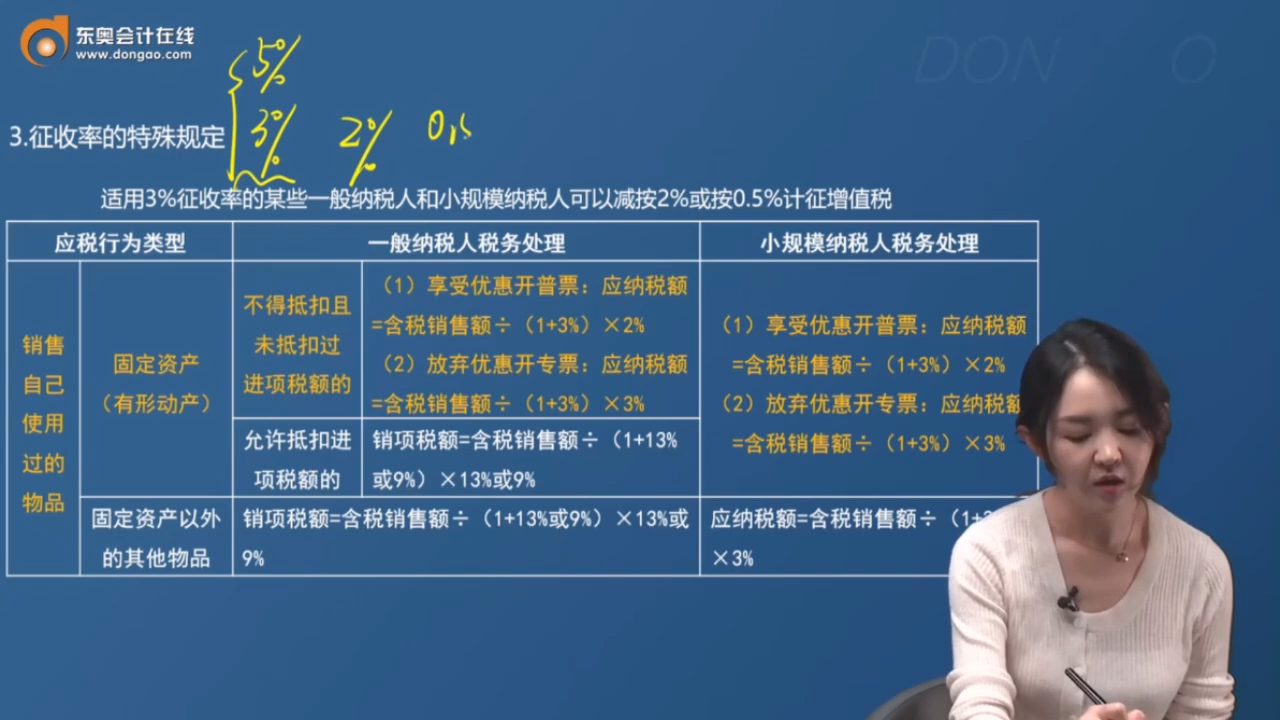 东奥会计在线
www.dongao.com
DON O
5%
3% 2%
3.征收率的特殊规定
适用3%征收率的某些一般纳税人和小规模纳税人可以减按2%或按0.5%计征增值税
应税行为类型 一般纳税人税务处理 小规模纳税人税务处理
销售
自己
使用
过的
物品
固定资产
（有形动产）
不得抵扣且
未抵扣过
进项税额的
（1）享受优惠开普票：应纳税额
=含税销售额÷（1+3%）×2%
（2）放弃优惠开专票：应纳税额
=含税销售额÷（1+3%）×3%
（1）享受优惠开普票：应纳税额
=含税销售额÷（1+3%）×2%
（2）放弃优惠开专票：应纳税额
=含税销售额÷（1+3%）×3%
允许抵扣进
项税额的
销项税额=含税销售额÷（1+13%
或9%）×13%或9%
固定资产以外
的其他物品
销项税额=含税销售额÷（1+13%或9%）×13%或
9%
应纳税额=含税销售额÷（1+
×3%